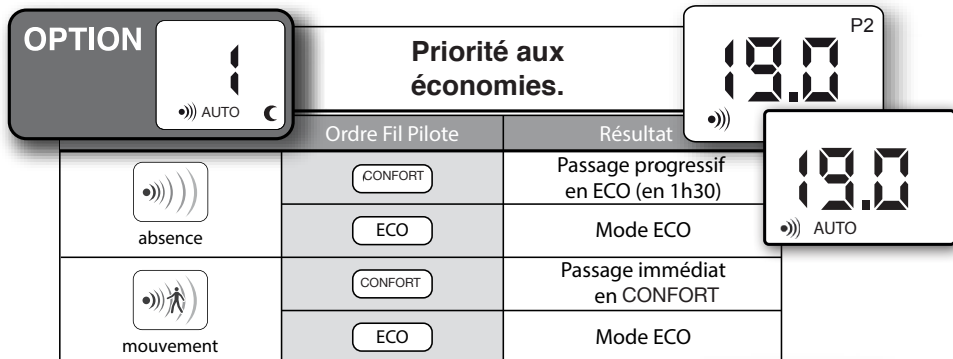 OPTION
1
AUTO
Priorité aux
économies.
P2
19.0
19.0
AUTO
Ordre Fil Pilote
Résultat
absence
CONFORT
Passage progressif
en ECO (en 1h30)
ECO
Mode ECO
mouvement
CONFORT
Passage immédiat
en CONFORT
ECO
Mode ECO